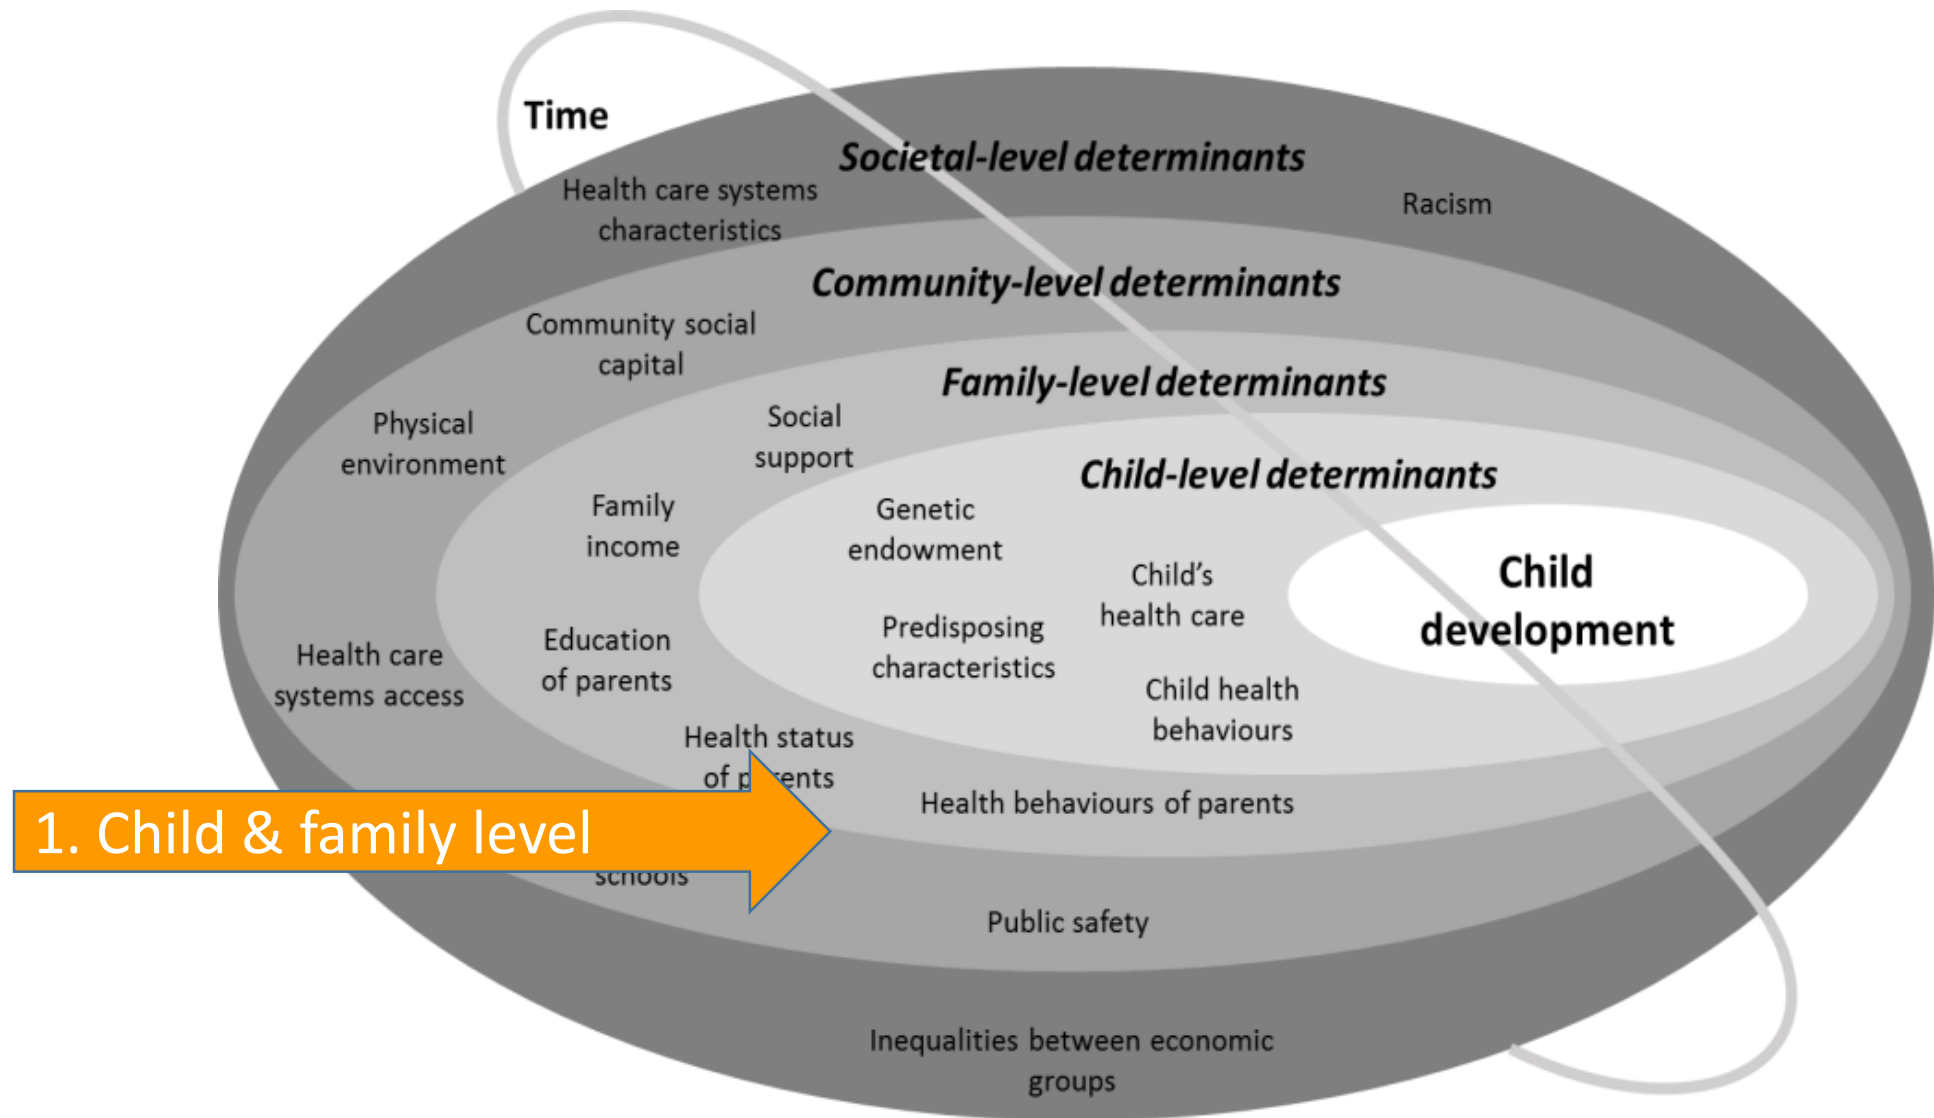 Time
Societal-level determinants
Health care systems
characteristics
Racism
Community-level determinants
Community social
capital
Family-level determinants
Physical
environment
Social
support
Child-level determinants
Family
income
Genetic
endowment
Child's
health care
Child
development
Predisposing
characteristics
Education
of parents
Health care
systems access
Child health
behaviours
Health status
of parents
Health behaviours of parents
1. Child & family level
schools
Public safety
Inequalities between economic
groups